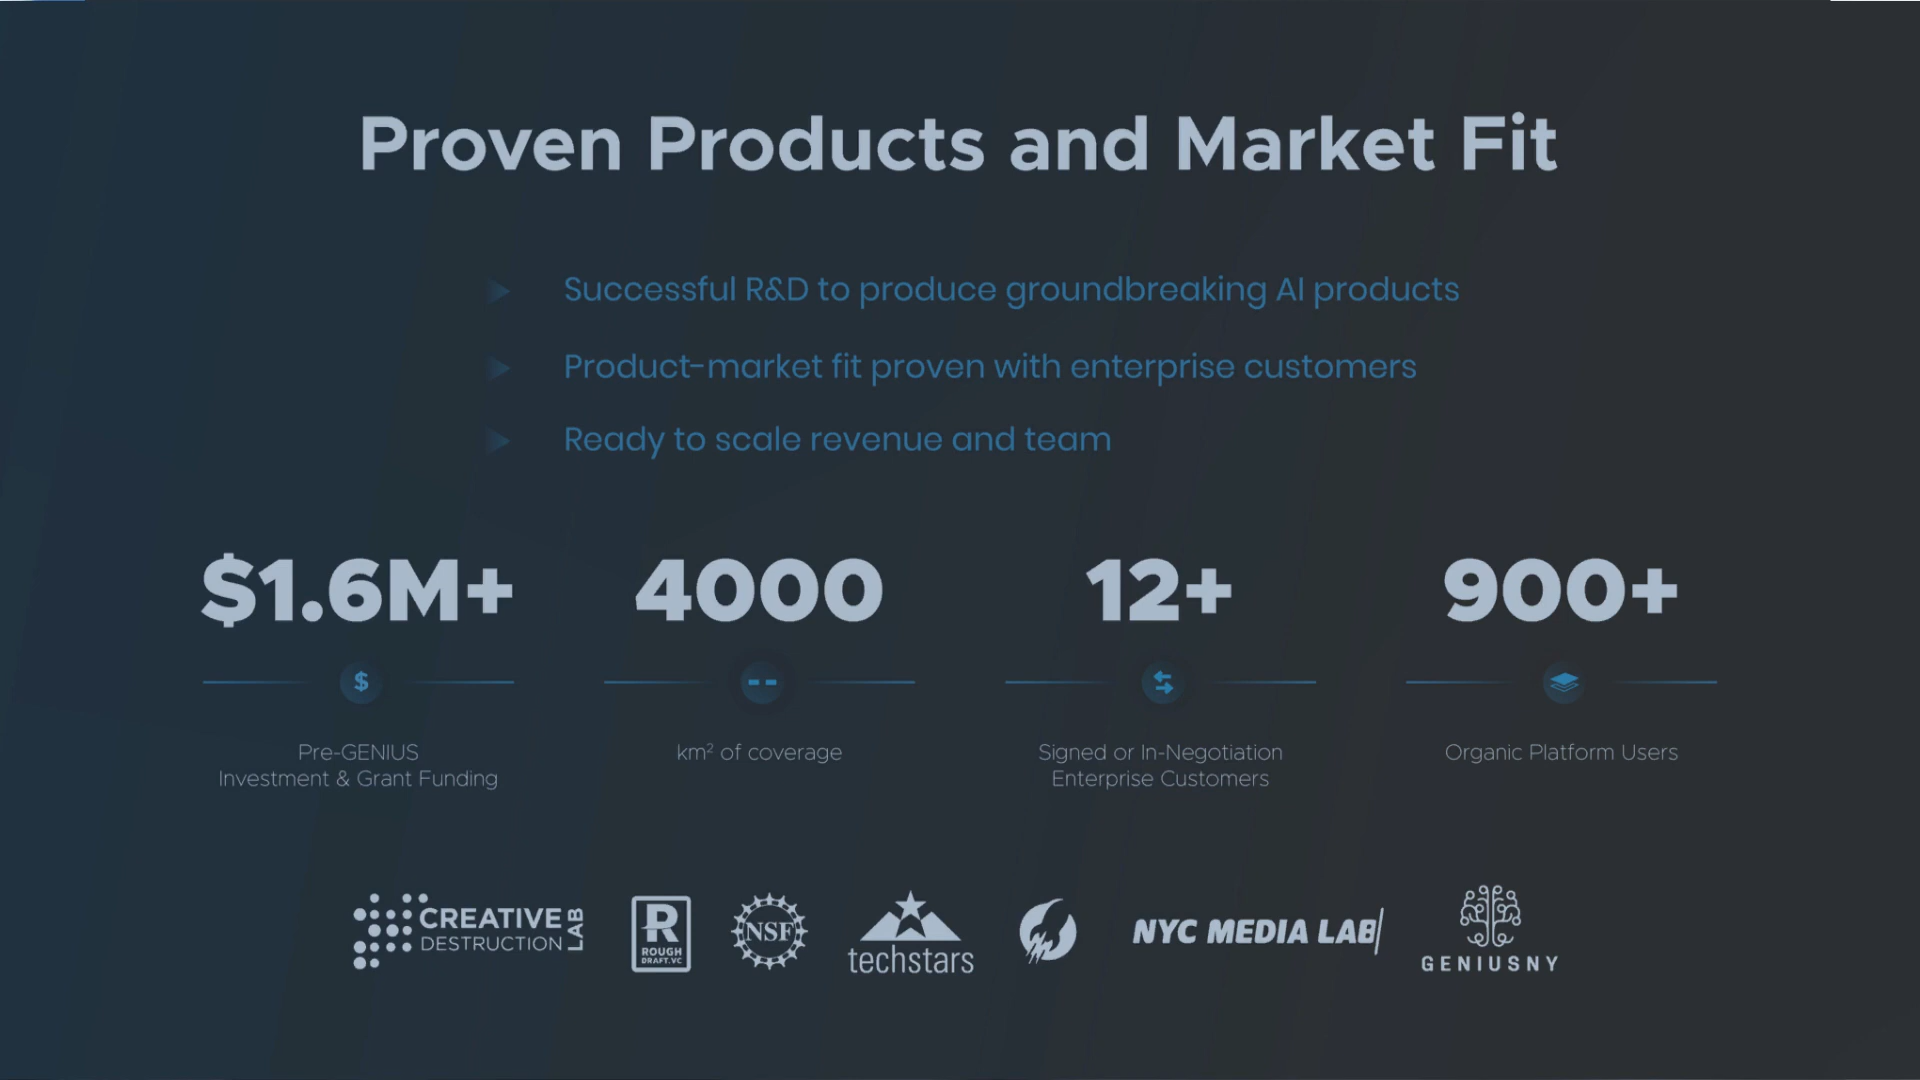 Proven Products and Market Fit
Successful R&D to produce groundbreaking AI products
Product-market fit proven with enterprise customers
Ready to scale revenue and team
$1.6M+
4000
12+
900+
$
Pre-GENIUS
Investment & Grant Funding
km² of coverage
Signed or In-Negotiation
Enterprise Customers
Organic Platform Users
CREATIVE
DESTRUCTION
LAB
R
ROUGH
DRAFT.VC
NSF
techstars
NYC MEDIA LAB
GENIUSNY